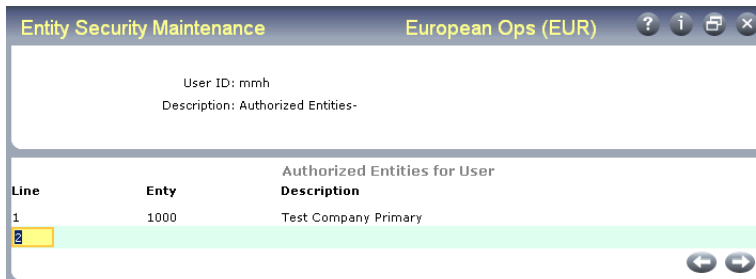 Entity Security Maintenance European Ops (EUR) ? i
User ID: mmh
Description: Authorized Entities-
Authorized Entities for User
Line Enty Description
1 1000 Test Company Primary
2